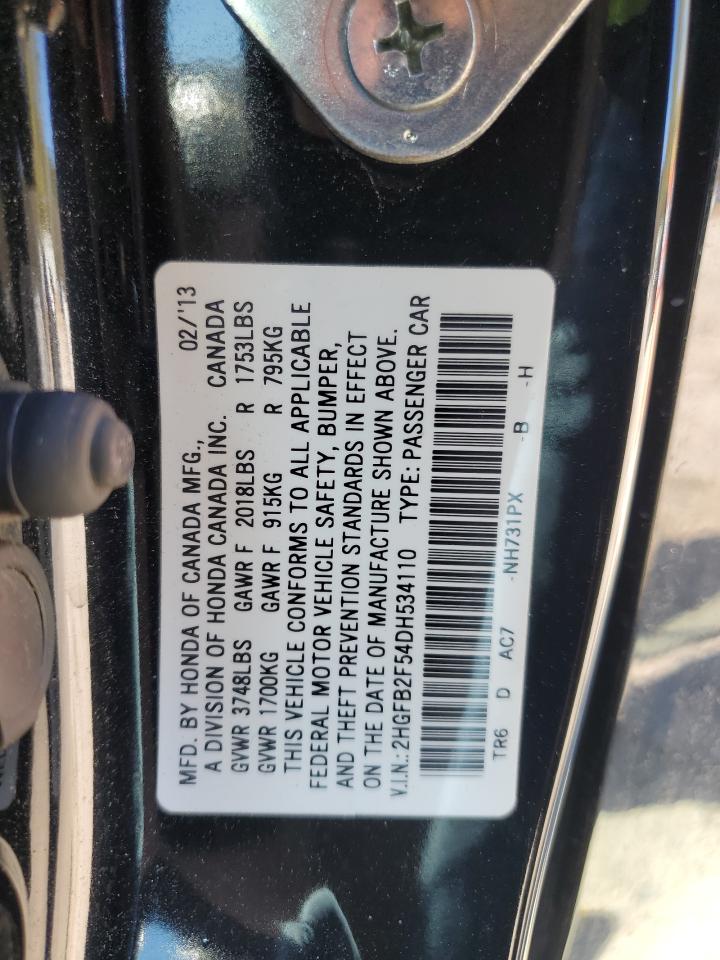 MFD. BY HONDA OF CANADA MFG., 02/'13
A DIVISION OF HONDA CANADA INC. CANADA
GVWR 3748LBS GAWR F 2018LBS R 1753LBS
GVWR 1700KG GAWR F 915KG R 795KG
THIS VEHICLE CONFORMS TO ALL APPLICABLE
FEDERAL MOTOR VEHICLE SAFETY, BUMPER,
AND THEFT PREVENTION STANDARDS IN EFFECT
ON THE DATE OF MANUFACTURE SHOWN ABOVE.
V.I.N.: 2HGFB2F54DH534110 TYPE: PASSENGER CAR
TR6 D AC7 -NH731PX -B -H